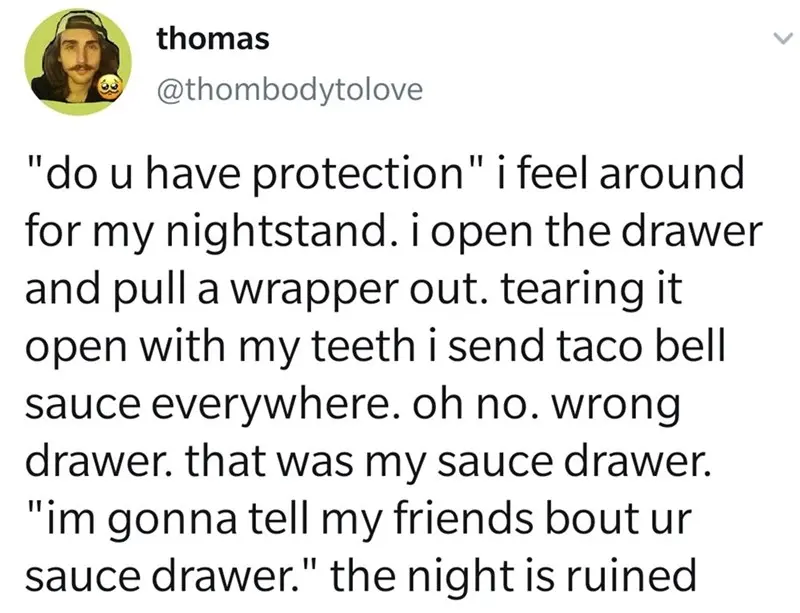 thomas
@thombodytolove
"do u have protection" i feel around
for my nightstand. i open the drawer
and pull a wrapper out. tearing it
open with my teeth i send taco bell
sauce everywhere. oh no. wrong
drawer. that was my sauce drawer.
"im gonna tell my friends bout ur
sauce drawer." the night is ruined